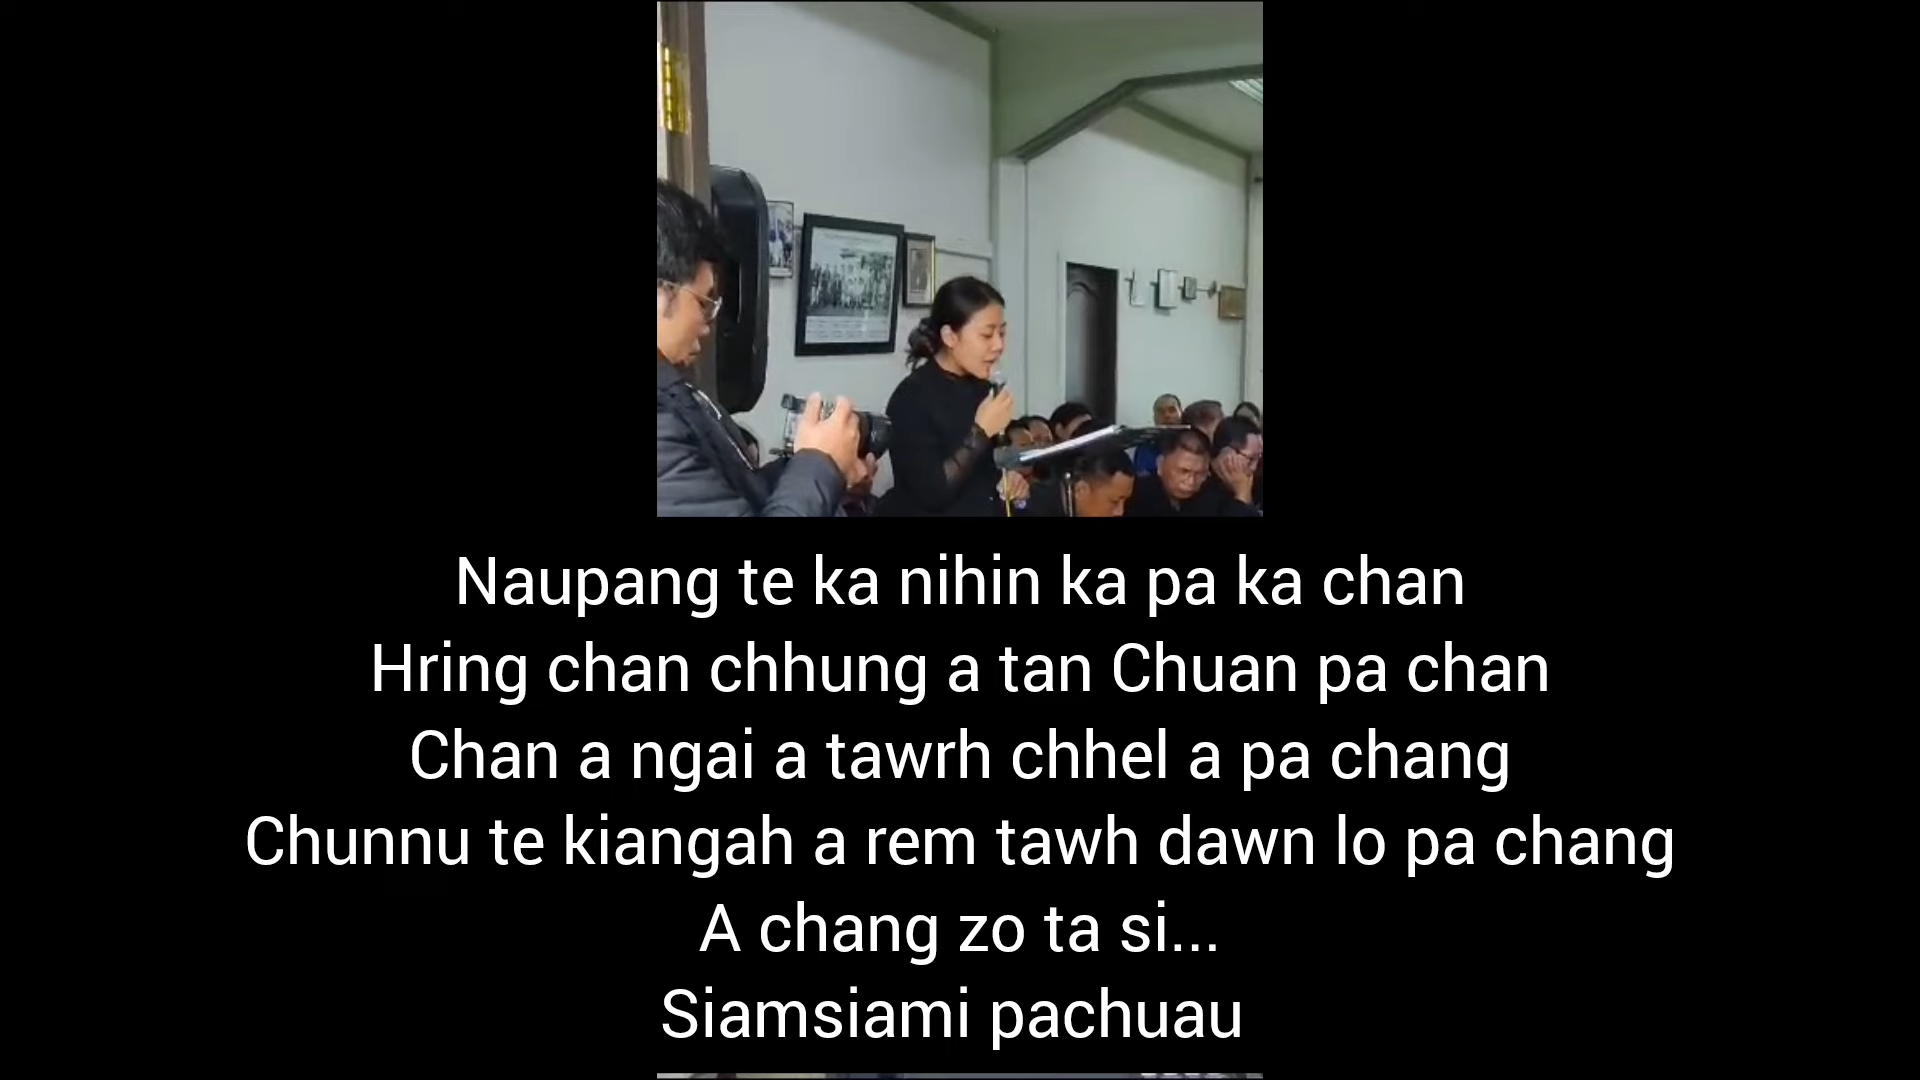 Naupang te ka nihin ka pa ka chan
Hring chan chhung a tan Chuan pa chan
Chan a ngai a tawrh chhel a pa chang
Chunnu te kiangah a rem tawh dawn lo pa chang
A chang zo ta si...
Siamsiami pachuau